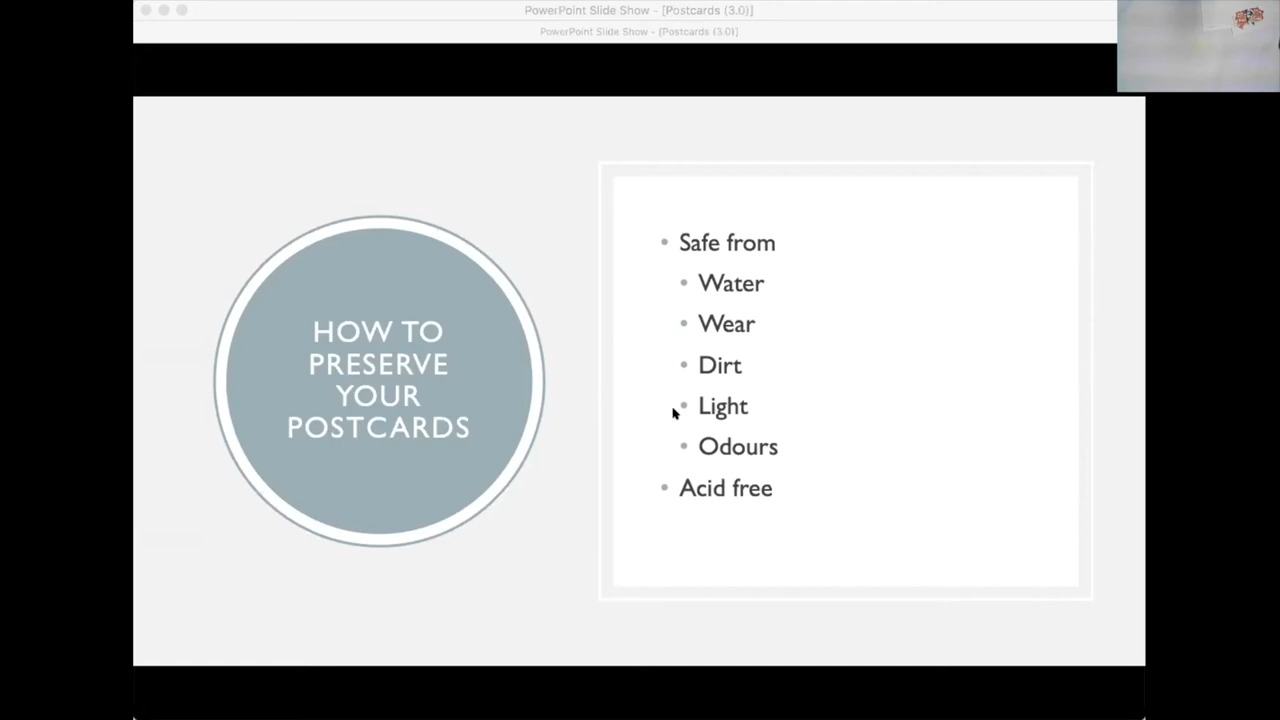 PowerPoint Slide Show - [Postcards (3.0)]
PowerPoint Slide Show - [Postcards (3.0)]
HOW TO
PRESERVE
YOUR
POSTCARDS
Safe from
Water
Wear
Dirt
Light
Odours
Acid free